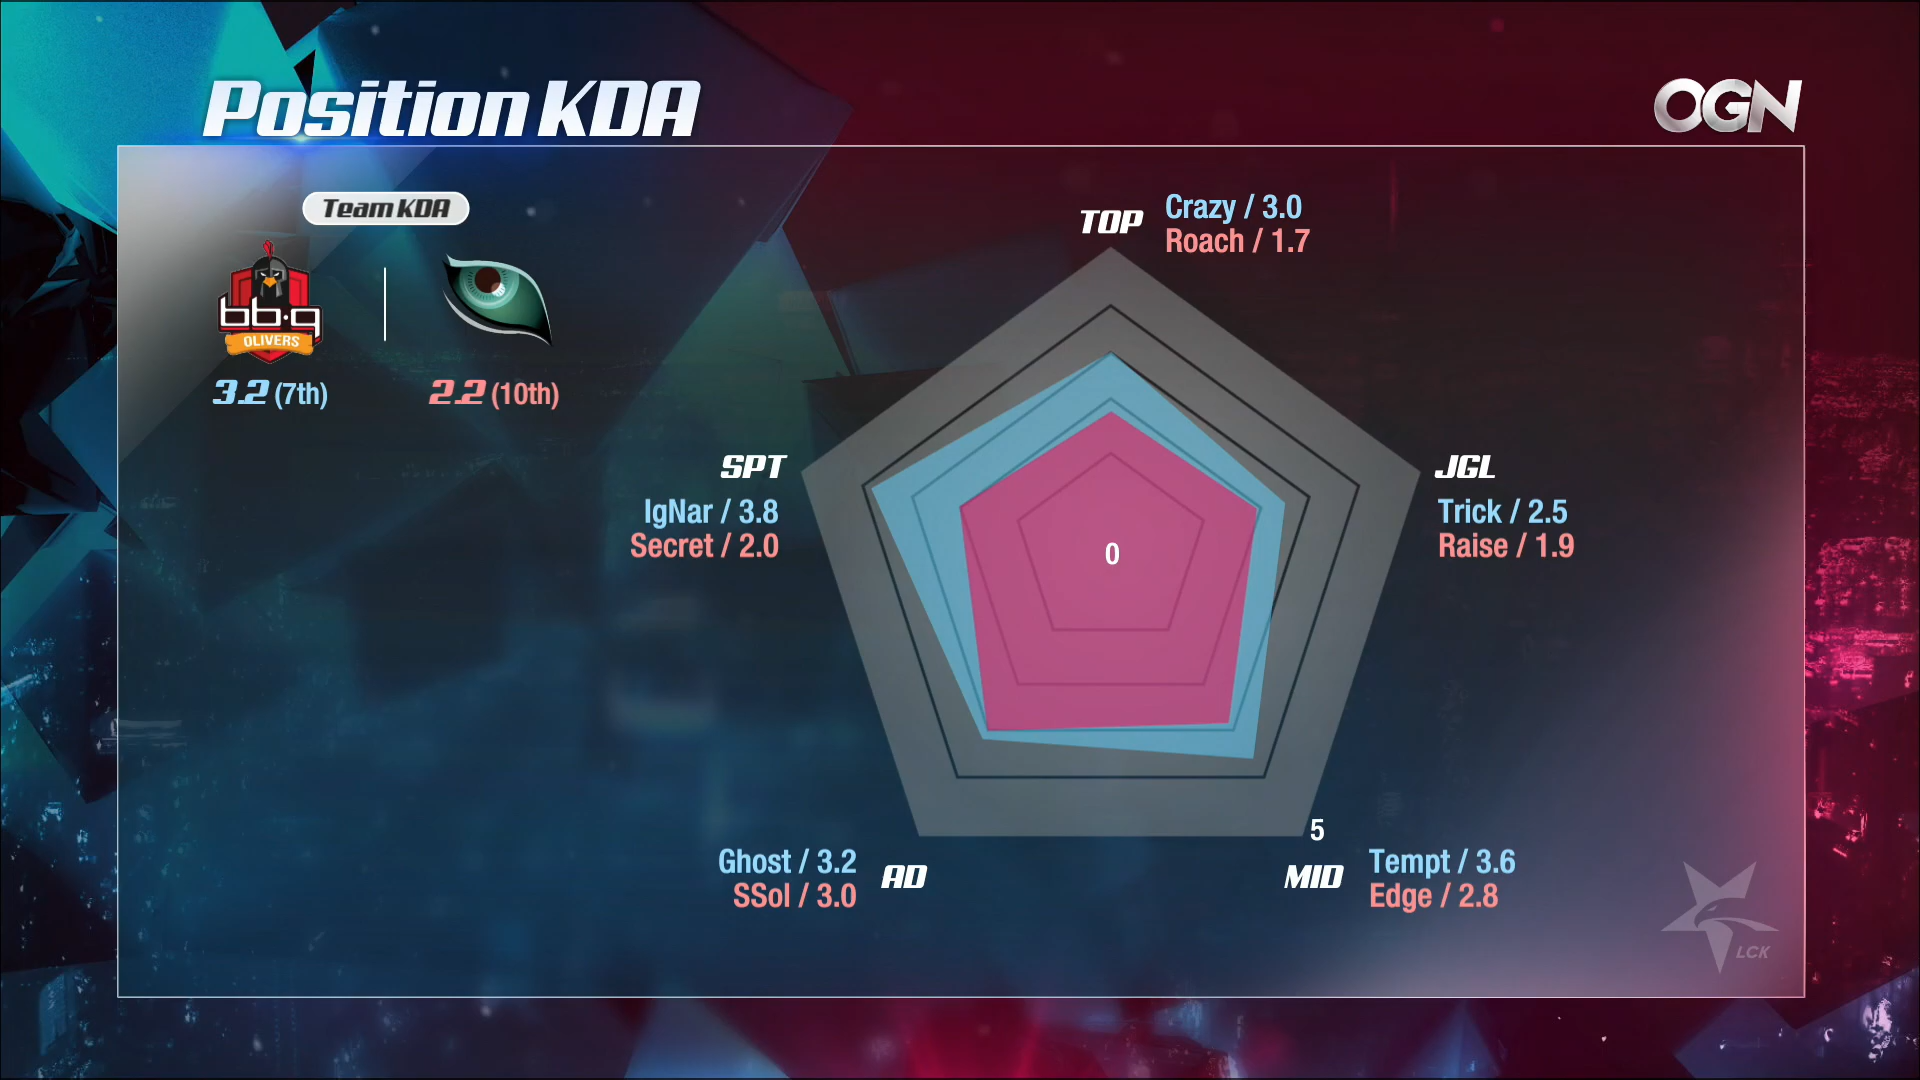 Position KDA
OGN
Team KDA
bb.q
OLIVERS
3.2 (7th)
2.2 (10th)
TOP
Crazy / 3.0
Roach / 1.7
SPT
IgNar / 3.8
Secret / 2.0
JGL
Trick / 2.5
Raise / 1.9
0
5
Ghost / 3.2
SSol / 3.0
AD
MID
Tempt / 3.6
Edge / 2.8
LCK